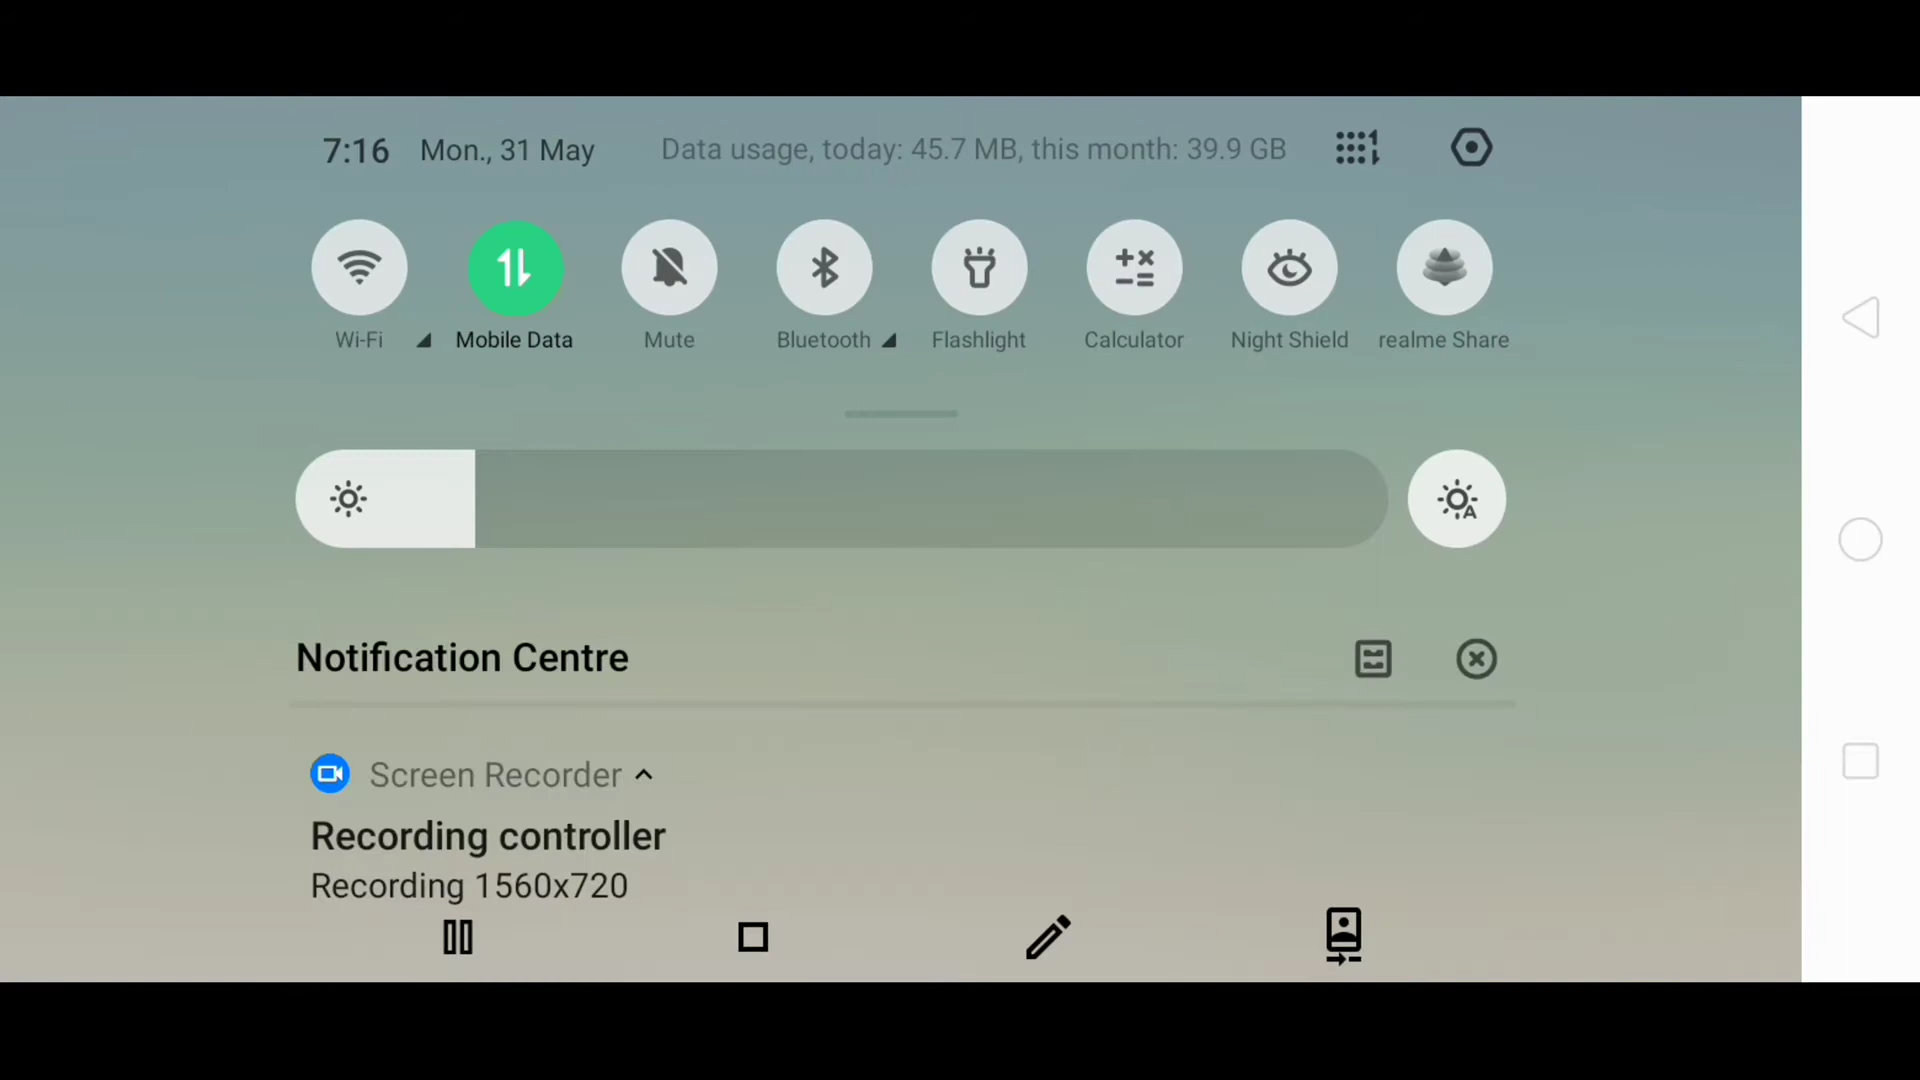 7:16 Mon., 31 May Data usage, today: 45.7 MB, this month: 39.9 GB
Wi-Fi Mobile Data Mute Bluetooth Flashlight Calculator Night Shield realme Share
Notification Centre
Screen Recorder
Recording controller
Recording 1560x720